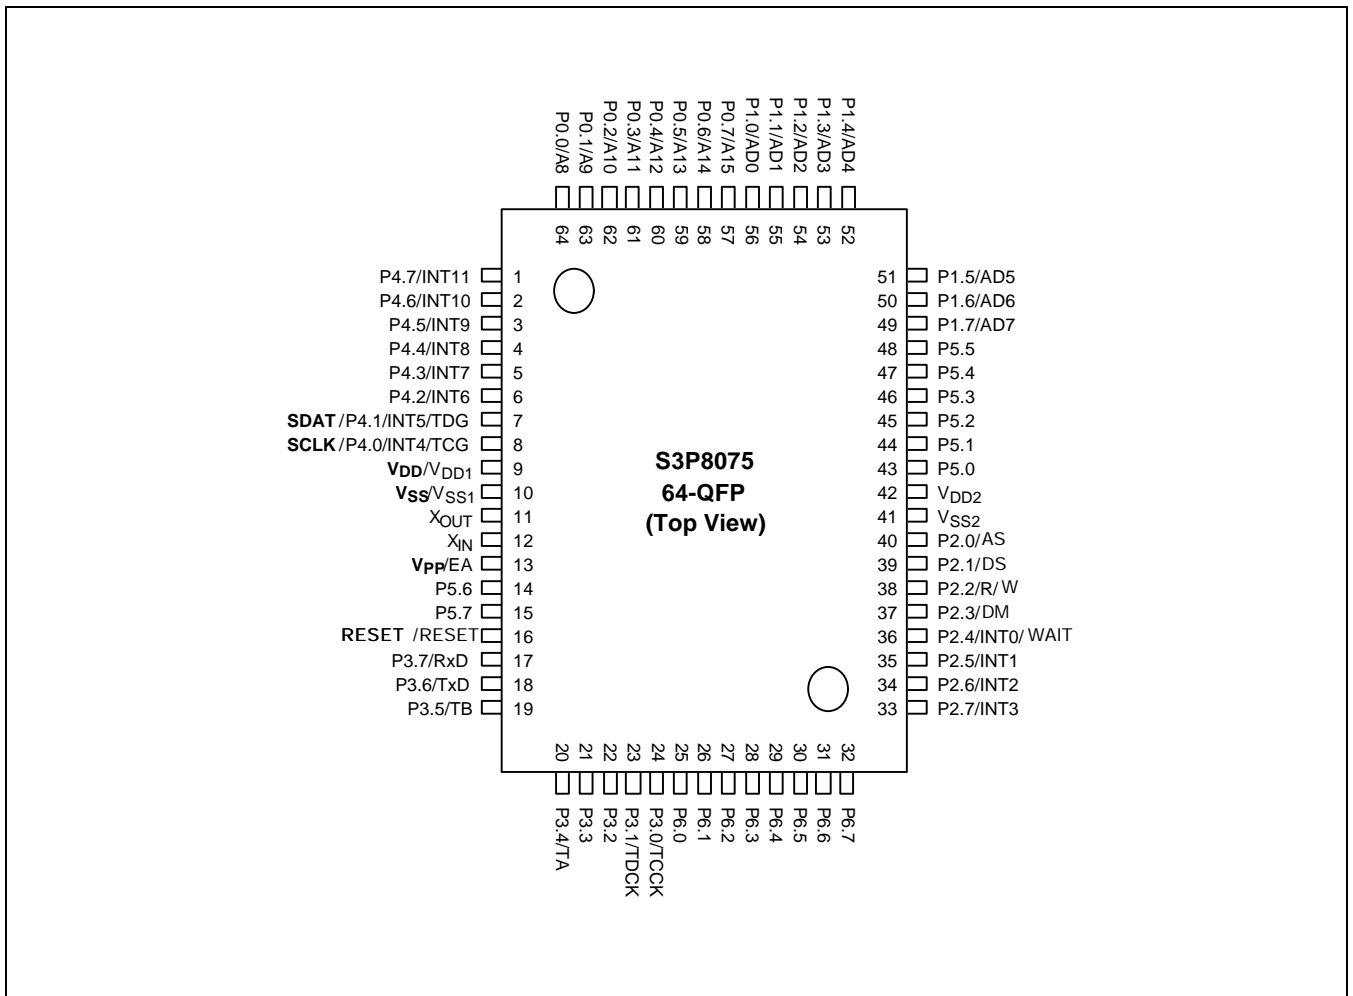 P0.0/A8
P0.1/A9
P0.2/A10
P0.3/A11
P0.4/A12
P0.5/A13
P0.6/A14
P0.7/A15
P1.0/AD0
P1.1/AD1
P1.2/AD2
P1.3/AD3
P1.4/AD4
64 63 62 61 60 59 58 57 56 55 54 53 52
P4.7/INT11 1
P4.6/INT10 2
P4.5/INT9 3
P4.4/INT8 4
P4.3/INT7 5
P4.2/INT6 6
SDAT/P4.1/INT5/TDG 7
SCLK/P4.0/INT4/TCG 8
VDD/VDD1 9
VSS/VSS1 10
XOUT 11
XIN 12
VPP/EA 13
P5.6 14
P5.7 15
RESET /RESET 16
P3.7/RxD 17
P3.6/TxD 18
P3.5/TB 19
S3P8075
64-QFP
(Top View)
51 P1.5/AD5
50 P1.6/AD6
49 P1.7/AD7
48 P5.5
47 P5.4
46 P5.3
45 P5.2
44 P5.1
43 P5.0
42 VDD2
41 VSS2
40 P2.0/AS
39 P2.1/DS
38 P2.2/R/W
37 P2.3/DM
36 P2.4/INT0/WAIT
35 P2.5/INT1
34 P2.6/INT2
33 P2.7/INT3
20 21 22 23 24 25 26 27 28 29 30 31 32
P3.4/TA
P3.3
P3.2
P3.1/TDCK
P3.0/TCCK
P6.0
P6.1
P6.2
P6.3
P6.4
P6.5
P6.6
P6.7